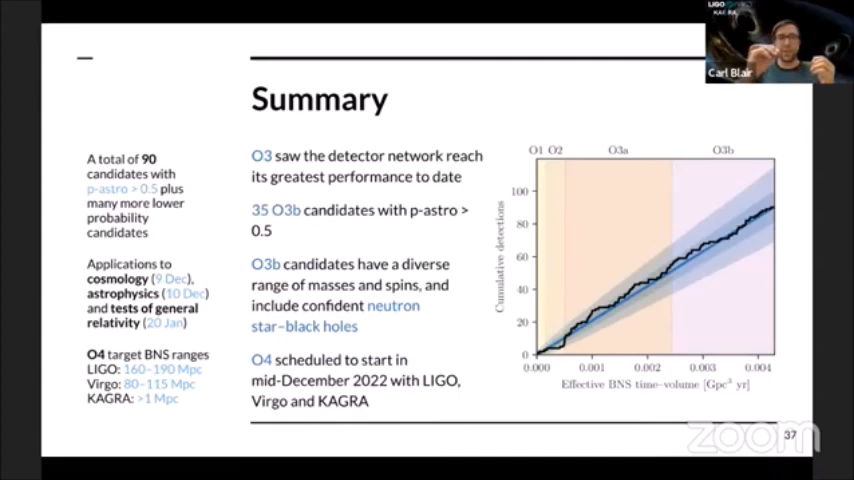 LIGO
KAGRA
Carl Blair
Summary
A total of 90
candidates with
p-astro > 0.5 plus
many more lower
probability
candidates
Applications to
cosmology (9 Dec),
astrophysics (10 Dec)
and tests of general
relativity (20 Jan)
O4 target BNS ranges
LIGO: 160–190 Mpc
Virgo: 80–115 Mpc
KAGRA: >1 Mpc
O3 saw the detector network reach
its greatest performance to date
35 O3b candidates with p-astro >
0.5
O3b candidates have a diverse
range of masses and spins, and
include confident neutron
star–black holes
O4 scheduled to start in
mid-December 2022 with LIGO,
Virgo and KAGRA
O1 O2 O3a O3b
Cumulative detections
100
80
60
40
20
0
0.000 0.001 0.002 0.003 0.004
Effective BNS time–volume [Gpc³ yr]
37
zoom